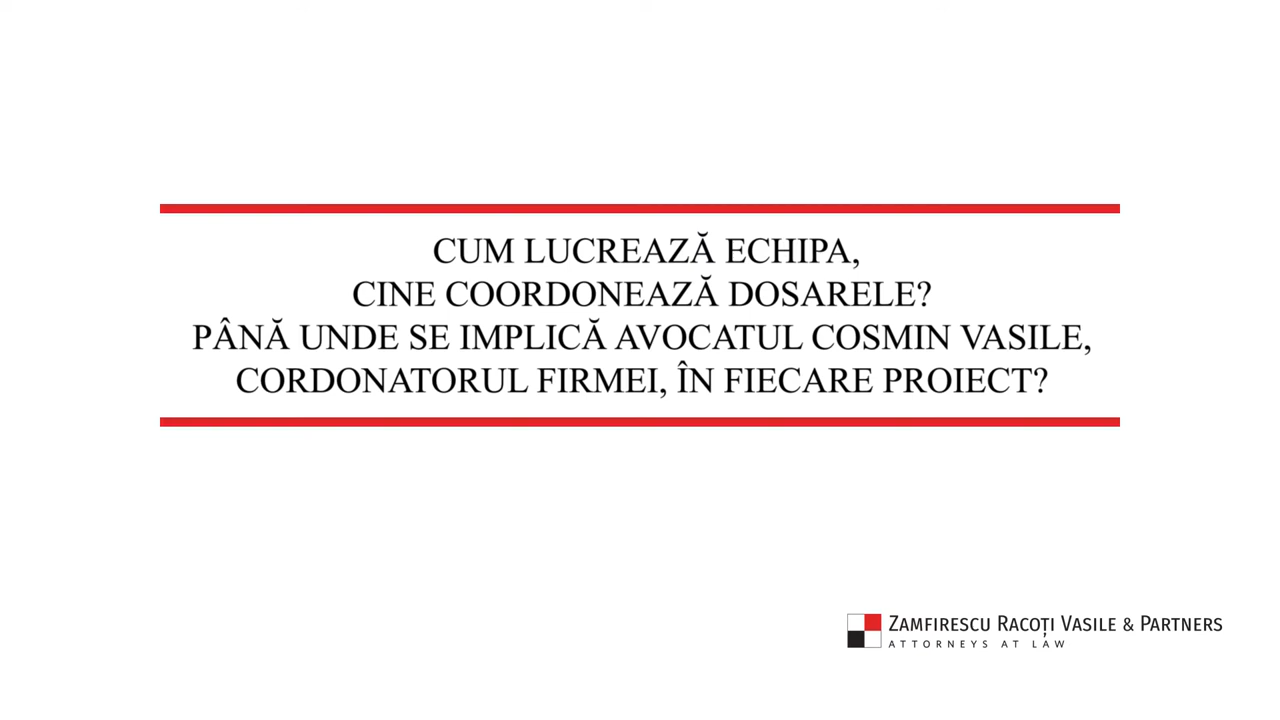 CUM LUCREAZĂ ECHIPA,
CINE COORDONEAZĂ DOSARELE?
PÂNĂ UNDE SE IMPLICĂ AVOCATUL COSMIN VASILE,
CORDONATORUL FIRMEI, ÎN FIECARE PROIECT?
ZAMFIRESCU RACOȚI VASILE & PARTNERS
ATTORNEYS AT LAW